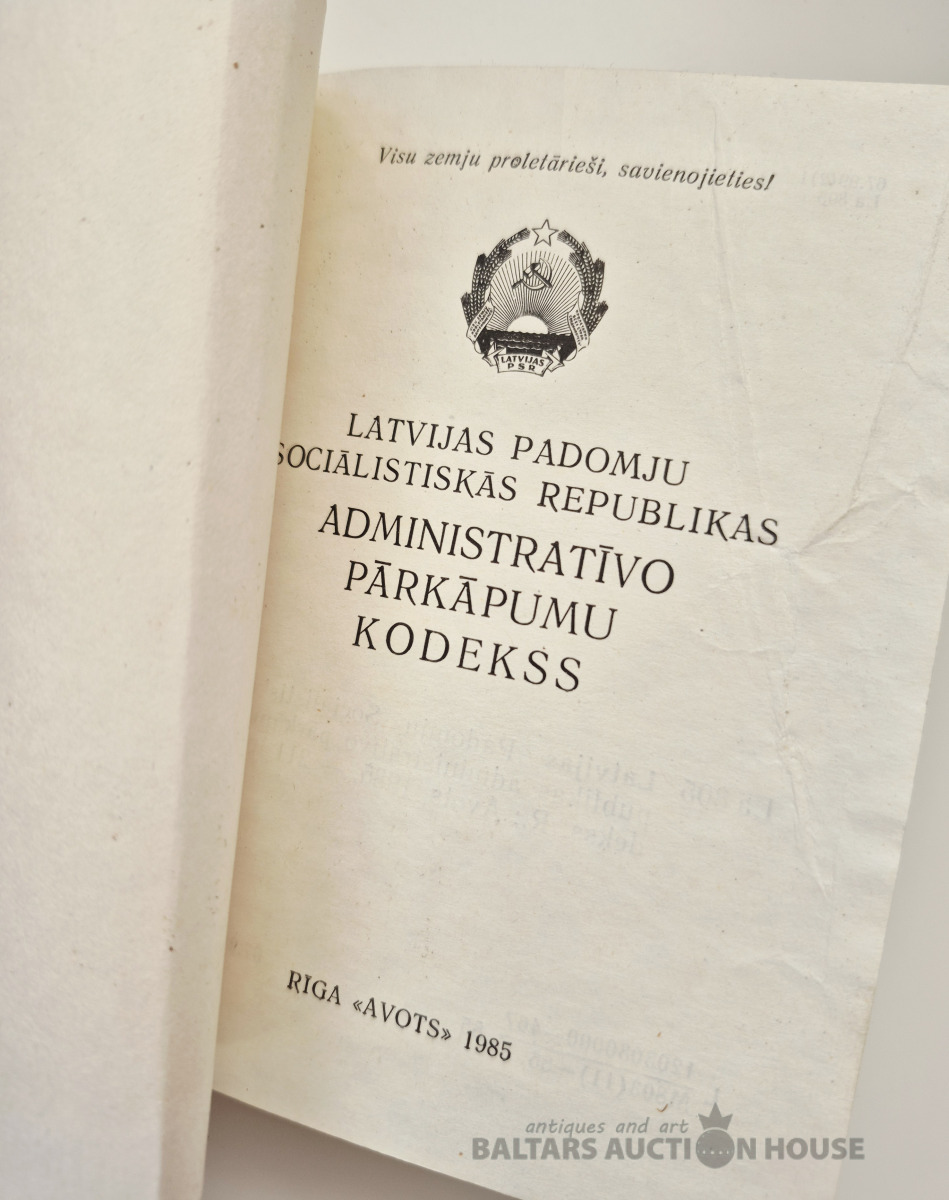 Visu zemju proletārieši, savienojieties!
LATVIJAS
PSR
LATVIJAS PADOMJU
SOCIĀLISTISKĀS REPUBLIKAS
ADMINISTRATĪVO
PĀRKĀPUMU
KODEKSS
RĪGA «AVOTS» 1985
antiques and art
BALTARS AUCTION HOUSE